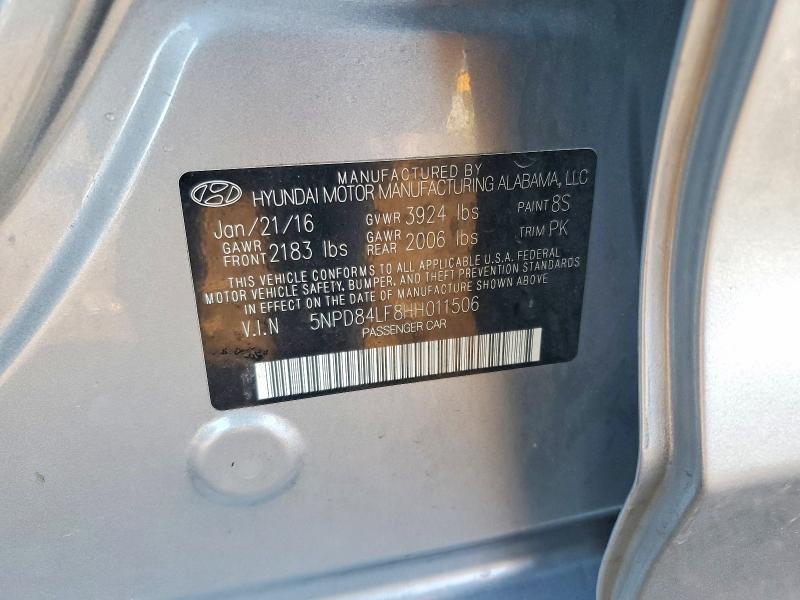 MANUFACTURED BY
HYUNDAI MOTOR MANUFACTURING ALABAMA, LLC
Jan/21/16 GVWR 3924 lbs PAINT 8S
GAWR FRONT 2183 lbs GAWR REAR 2006 lbs TRIM PK
THIS VEHICLE CONFORMS TO ALL APPLICABLE U.S.A. FEDERAL
MOTOR VEHICLE SAFETY, BUMPER, AND THEFT PREVENTION STANDARDS
IN EFFECT ON THE DATE OF MANUFACTURE SHOWN ABOVE
V.I.N 5NPD84LF8HH011506
PASSENGER CAR